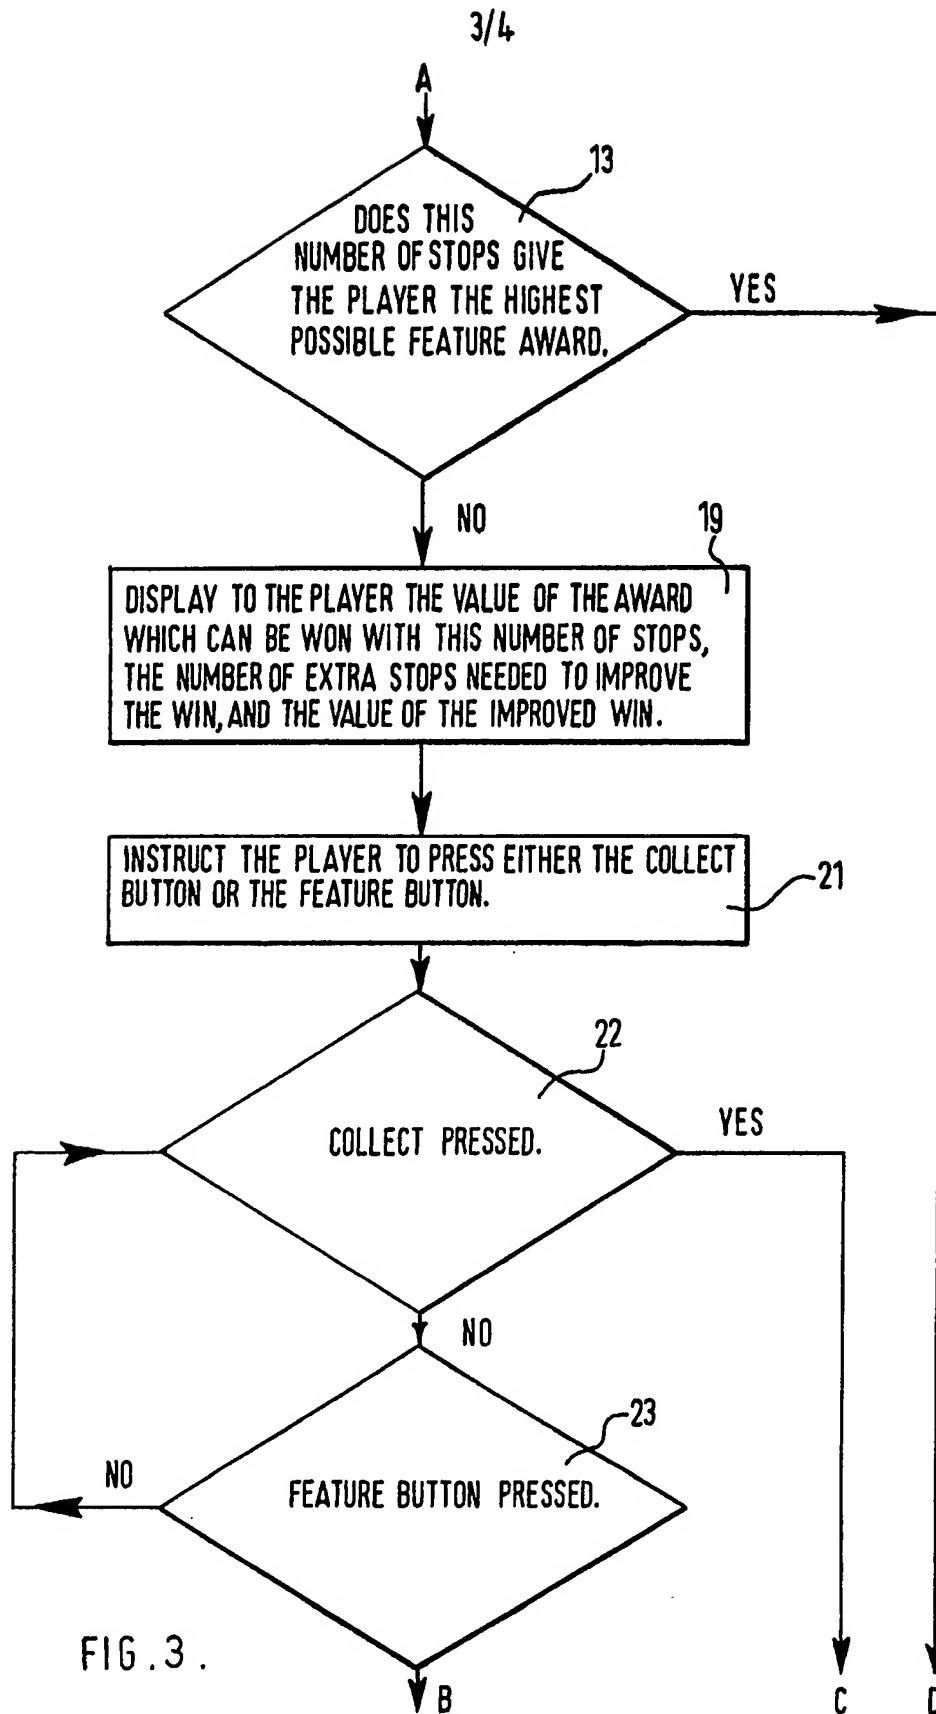 3/4
A
13
DOES THIS
NUMBER OF STOPS GIVE
THE PLAYER THE HIGHEST
POSSIBLE FEATURE AWARD.
YES
NO
19
DISPLAY TO THE PLAYER THE VALUE OF THE AWARD
WHICH CAN BE WON WITH THIS NUMBER OF STOPS,
THE NUMBER OF EXTRA STOPS NEEDED TO IMPROVE
THE WIN, AND THE VALUE OF THE IMPROVED WIN.
INSTRUCT THE PLAYER TO PRESS EITHER THE COLLECT
BUTTON OR THE FEATURE BUTTON.
21
22
COLLECT PRESSED.
YES
NO
23
FEATURE BUTTON PRESSED.
NO
FIG.3.
B
C
D